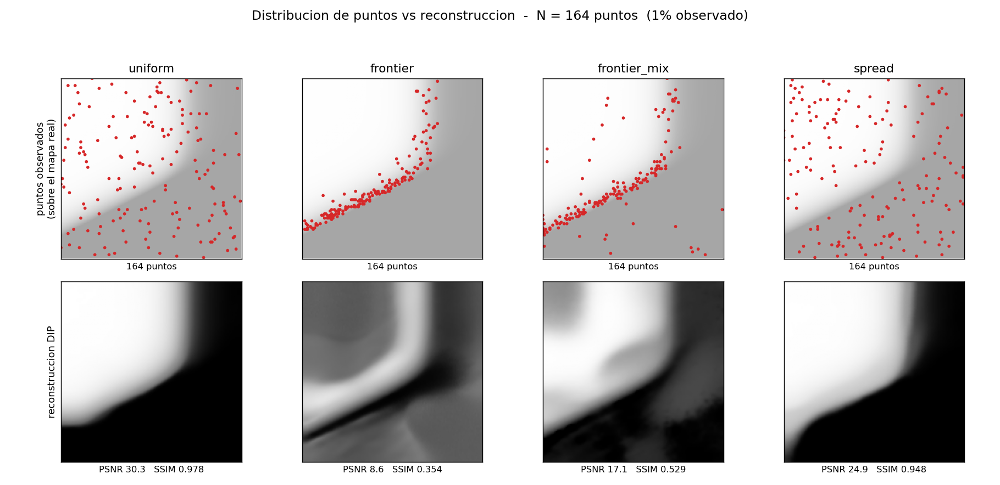 Distribucion de puntos vs reconstruccion - N = 164 puntos (1% observado)
uniform
frontier
frontier_mix
spread
puntos observados
(sobre el mapa real)
164 puntos
164 puntos
164 puntos
164 puntos
reconstruccion DIP
PSNR 30.3 SSIM 0.978
PSNR 8.6 SSIM 0.354
PSNR 17.1 SSIM 0.529
PSNR 24.9 SSIM 0.948